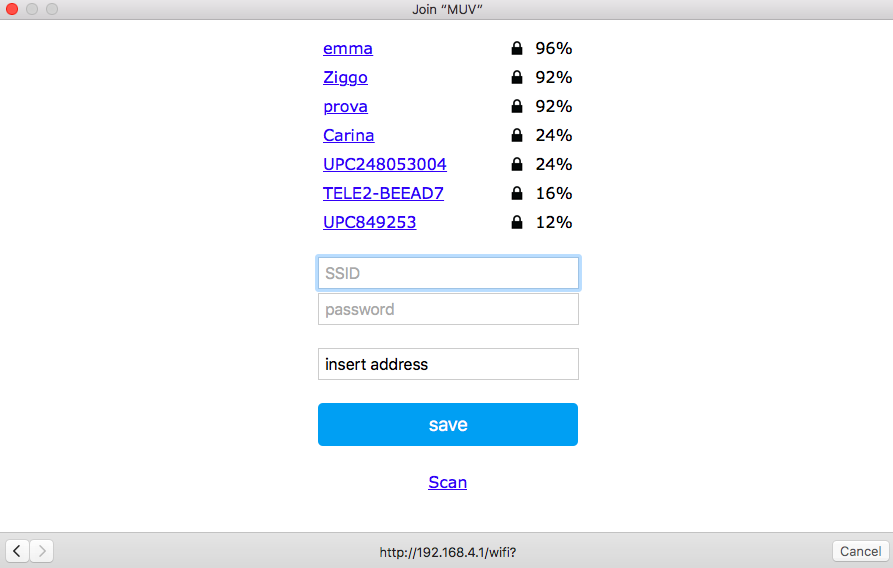 Join “MUV”
emma 96%
Ziggo 92%
prova 92%
Carina 24%
UPC248053004 24%
TELE2-BEEAD7 16%
UPC849253 12%
SSID
password
insert address
save
Scan
http://192.168.4.1/wifi?
Cancel